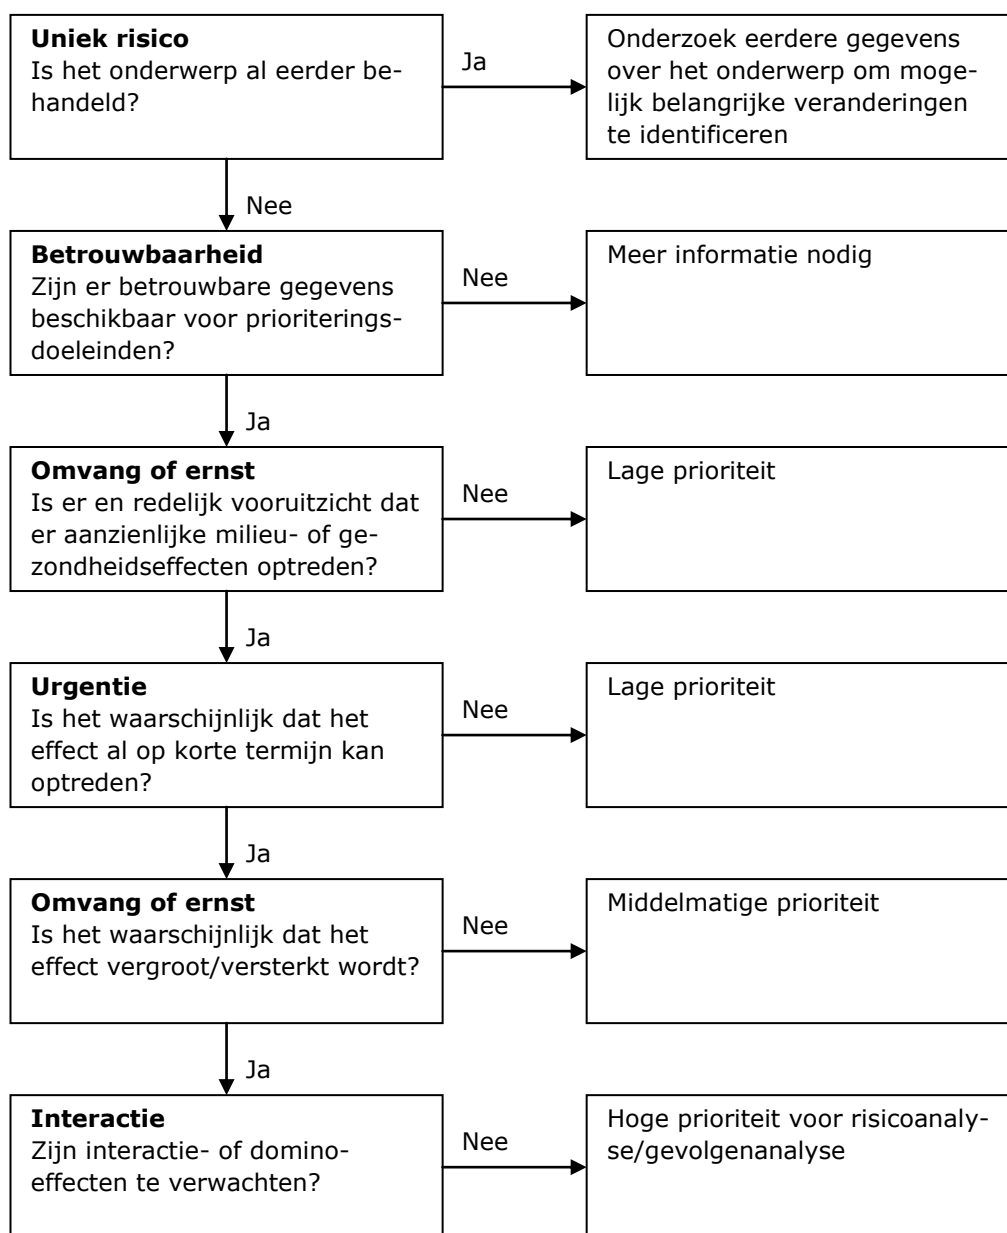 Uniek risico
Is het onderwerp al eerder be-
handeld?
Ja
Onderzoek eerdere gegevens
over het onderwerp om moge-
lijk belangrijke veranderingen
te identificeren
Nee
Betrouwbaarheid
Zijn er betrouwbare gegevens
beschikbaar voor prioriterings-
doeleinden?
Nee
Meer informatie nodig
Ja
Omvang of ernst
Is er en redelijk vooruitzicht dat
er aanzienlijke milieu- of ge-
zondheidseffecten optreden?
Nee
Lage prioriteit
Ja
Urgentie
Is het waarschijnlijk dat het
effect al op korte termijn kan
optreden?
Nee
Lage prioriteit
Ja
Omvang of ernst
Is het waarschijnlijk dat het
effect vergroot/versterkt wordt?
Nee
Middelmatige prioriteit
Ja
Interactie
Zijn interactie- of domino-
effecten te verwachten?
Nee
Hoge prioriteit voor risicoanaly-
se/gevolgenanalyse